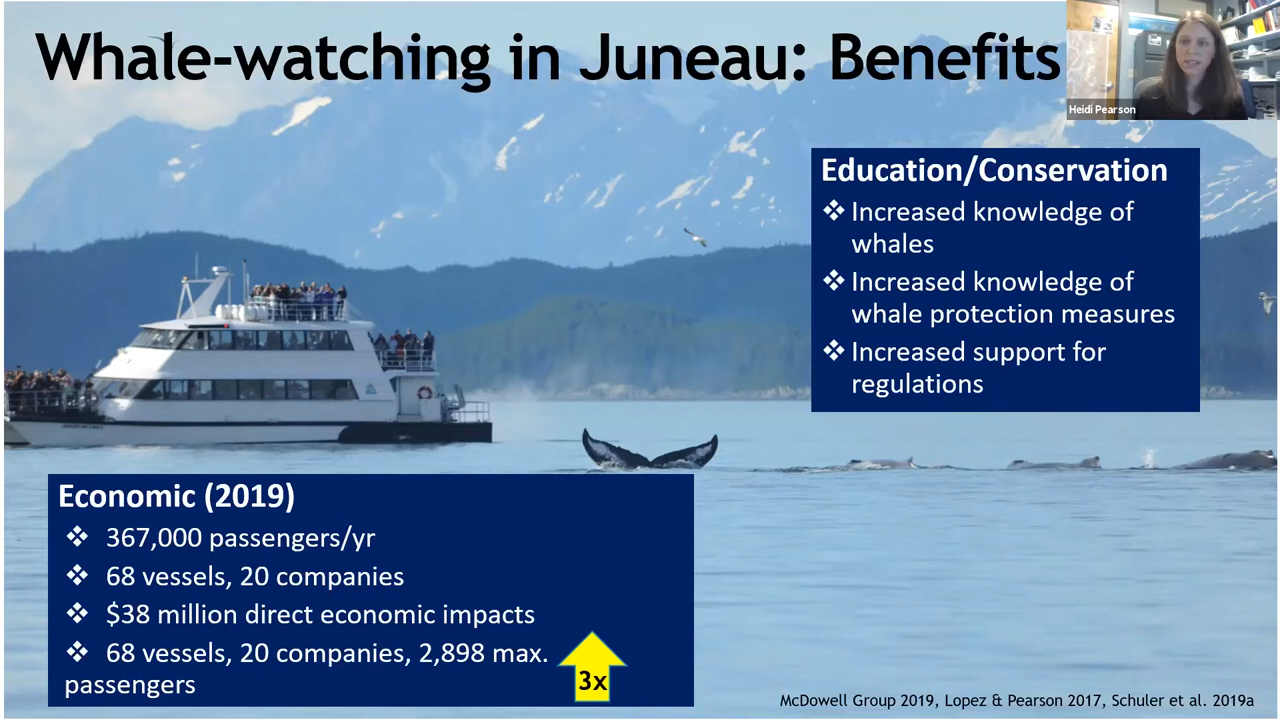 Whale-watching in Juneau: Benefits
Heidi Pearson
Education/Conservation
❖ Increased knowledge of
whales
❖ Increased knowledge of
whale protection measures
❖ Increased support for
regulations
Economic (2019)
❖ 367,000 passengers/yr
❖ 68 vessels, 20 companies
❖ $38 million direct economic impacts
❖ 68 vessels, 20 companies, 2,898 max.
passengers
3x
McDowell Group 2019, Lopez & Pearson 2017, Schuler et al. 2019a